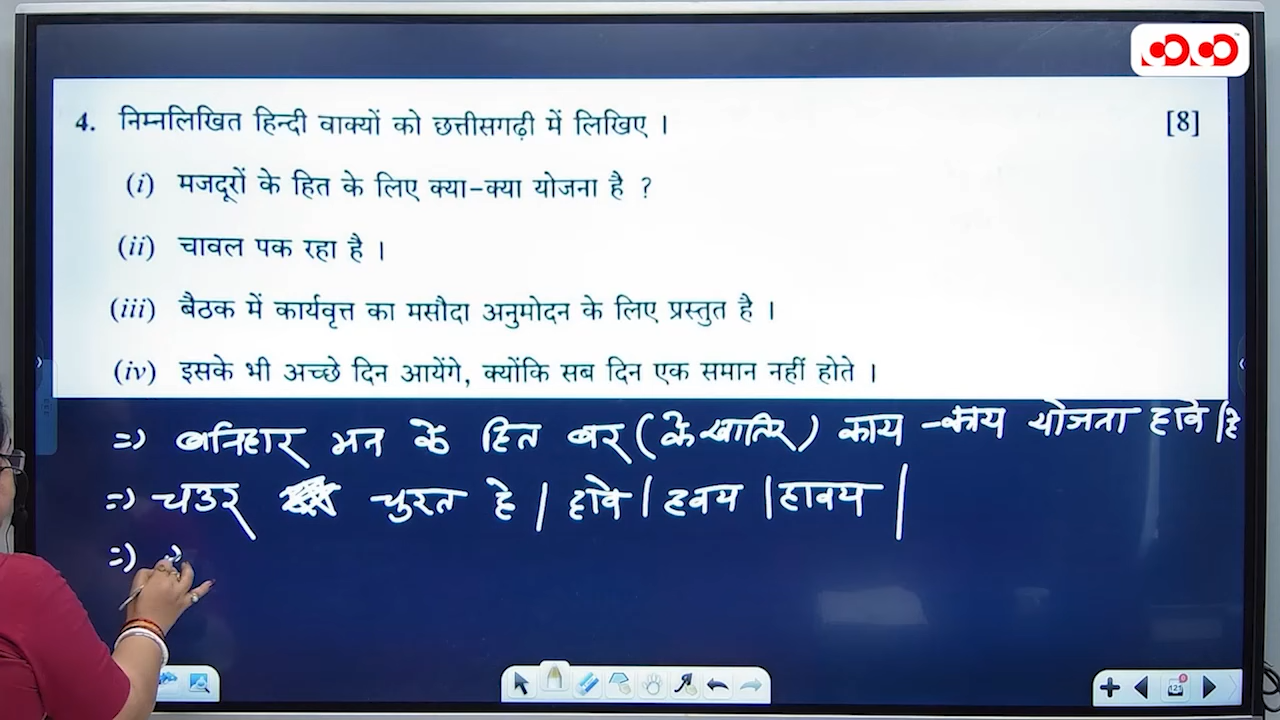 4. निम्नलिखित हिन्दी वाक्यों को छत्तीसगढ़ी में लिखिए । [8]
(i) मजदूरों के हित के लिए क्या-क्या योजना है ?
(ii) चावल पक रहा है ।
(iii) बैठक में कार्यवृत्त का मसौदा अनुमोदन के लिए प्रस्तुत है ।
(iv) इसके भी अच्छे दिन आयेंगे, क्योंकि सब दिन एक समान नहीं होते ।
=> बनिहार मन के हित बर (के खातिर) काय -काय योजना हावे | हे
=> चउर चुरत हे | होवे | हवय | हावय |
=>